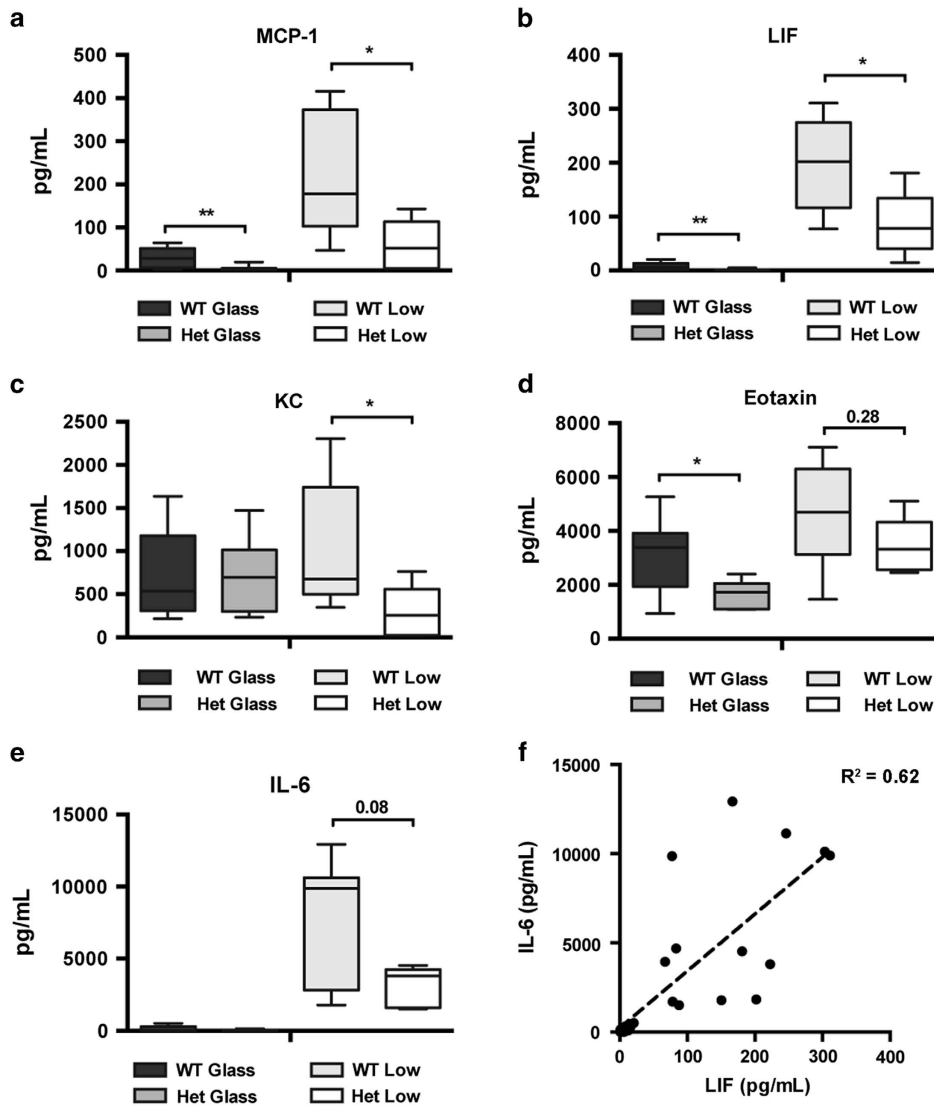 a
MCP-1
500
400
300
200
100
0
pg/mL
**
*
WT Glass
WT Low
Het Glass
Het Low
b
LIF
400
300
200
100
0
pg/mL
**
*
WT Glass
WT Low
Het Glass
Het Low
c
KC
2500
2000
1500
1000
500
0
pg/mL
*
WT Glass
WT Low
Het Glass
Het Low
d
Eotaxin
8000
6000
4000
2000
0
pg/mL
*
0.28
WT Glass
WT Low
Het Glass
Het Low
e
IL-6
15000
10000
5000
0
pg/mL
0.08
WT Glass
WT Low
Het Glass
Het Low
f
15000
10000
5000
0
IL-6 (pg/mL)
R² = 0.62
0 100 200 300 400
LIF (pg/mL)